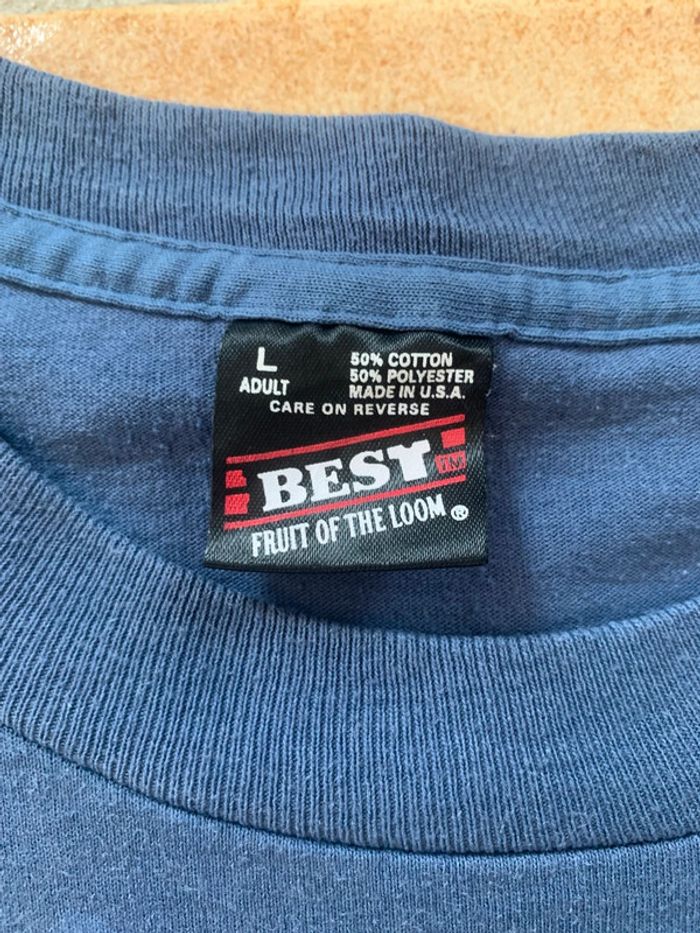 L
ADULT
50% COTTON
50% POLYESTER
MADE IN U.S.A.
CARE ON REVERSE
BEST TM
FRUIT OF THE LOOM ®